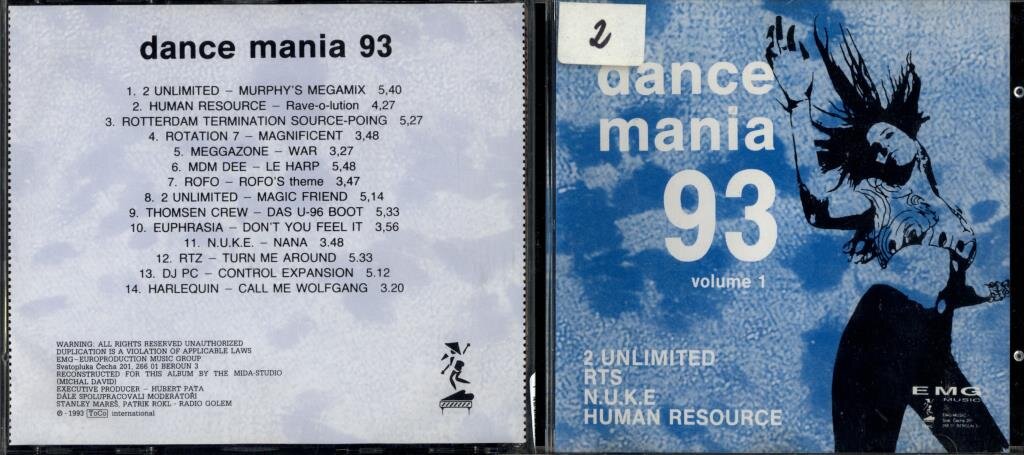 dance mania 93
1. 2 UNLIMITED – MURPHY'S MEGAMIX 5,40
2. HUMAN RESOURCE – Rave-o-lution 4,27
3. ROTTERDAM TERMINATION SOURCE-POING 5,27
4. ROTATION 7 – MAGNIFICENT 3,48
5. MEGGAZONE – WAR 3,27
6. MDM DEE – LE HARP 5,48
7. ROFO – ROFO'S theme 3,47
8. 2 UNLIMITED – MAGIC FRIEND 5,14
9. THOMSEN CREW – DAS U-96 BOOT 5,33
10. EUPHRASIA – DON'T YOU FEEL IT 3,56
11. N.U.K.E. – NANA 3.48
12. RTZ – TURN ME AROUND 5.33
13. DJ PC – CONTROL EXPANSION 5.12
14. HARLEQUIN – CALL ME WOLFGANG 3.20
WARNING: ALL RIGHTS RESERVED UNAUTHORIZED
DUPLICATION IS A VIOLATION OF APPLICABLE LAWS
EMG–EUROPRODUCTION MUSIC GROUP
Svatopluka Čecha 201, 266 01 BEROUN 3
RECONSTRUCTED FOR THIS ALBUM BY THE MIDA-STUDIO
(MICHAL DAVID)
EXECUTIVE PRODUCER – HUBERT PATA
DÁLE SPOLUPRACOVALI MODERÁTOŘI
STANLEY MAREŠ, PATRIK ROKL - RADIO GOLEM
℗ - 1993 ToCo international
2
dance
mania
93
volume 1
2 UNLIMITED
RTS
N.U.K.E
HUMAN RESOURCE
EMG
MUSIC